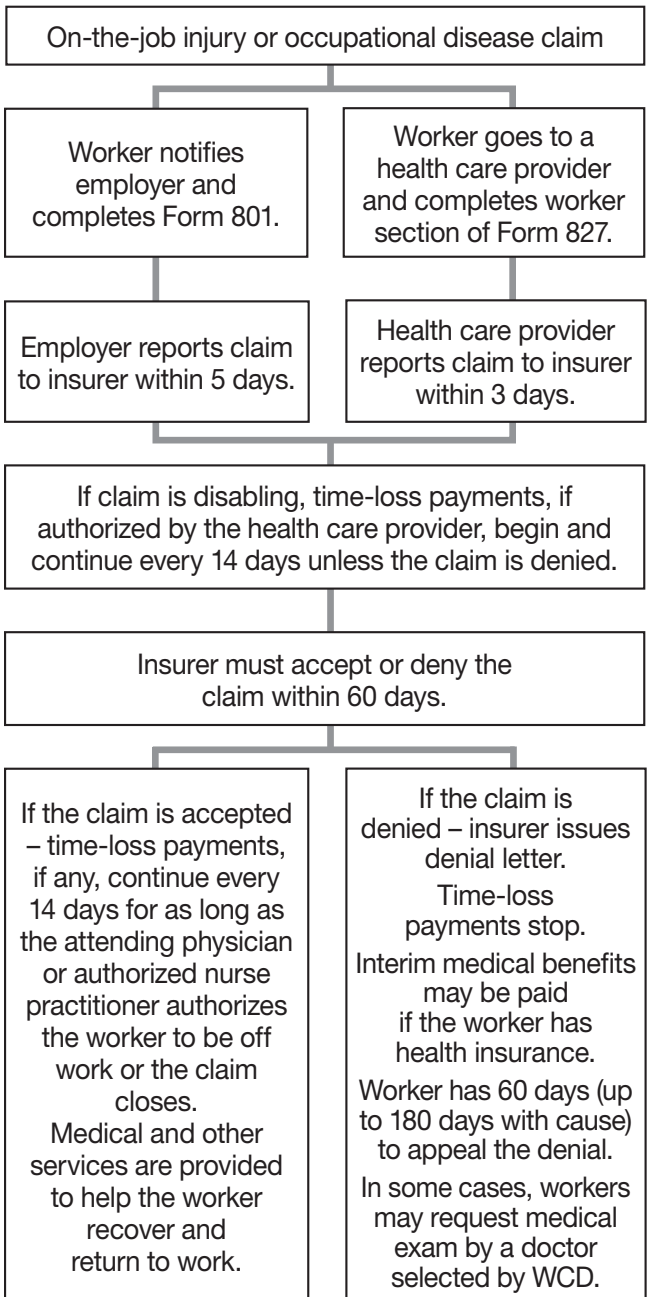 On-the-job injury or occupational disease claim
Worker notifies
employer and
completes Form 801.
Worker goes to a
health care provider
and completes worker
section of Form 827.
Employer reports claim
to insurer within 5 days.
Health care provider
reports claim to insurer
within 3 days.
If claim is disabling, time-loss payments, if
authorized by the health care provider, begin and
continue every 14 days unless the claim is denied.
Insurer must accept or deny the
claim within 60 days.
If the claim is accepted
– time-loss payments,
if any, continue every
14 days for as long as
the attending physician
or authorized nurse
practitioner authorizes
the worker to be off
work or the claim
closes.
Medical and other
services are provided
to help the worker
recover and
return to work.
If the claim is
denied – insurer issues
denial letter.
Time-loss
payments stop.
Interim medical benefits
may be paid
if the worker has
health insurance.
Worker has 60 days (up
to 180 days with cause)
to appeal the denial.
In some cases, workers
may request medical
exam by a doctor
selected by WCD.